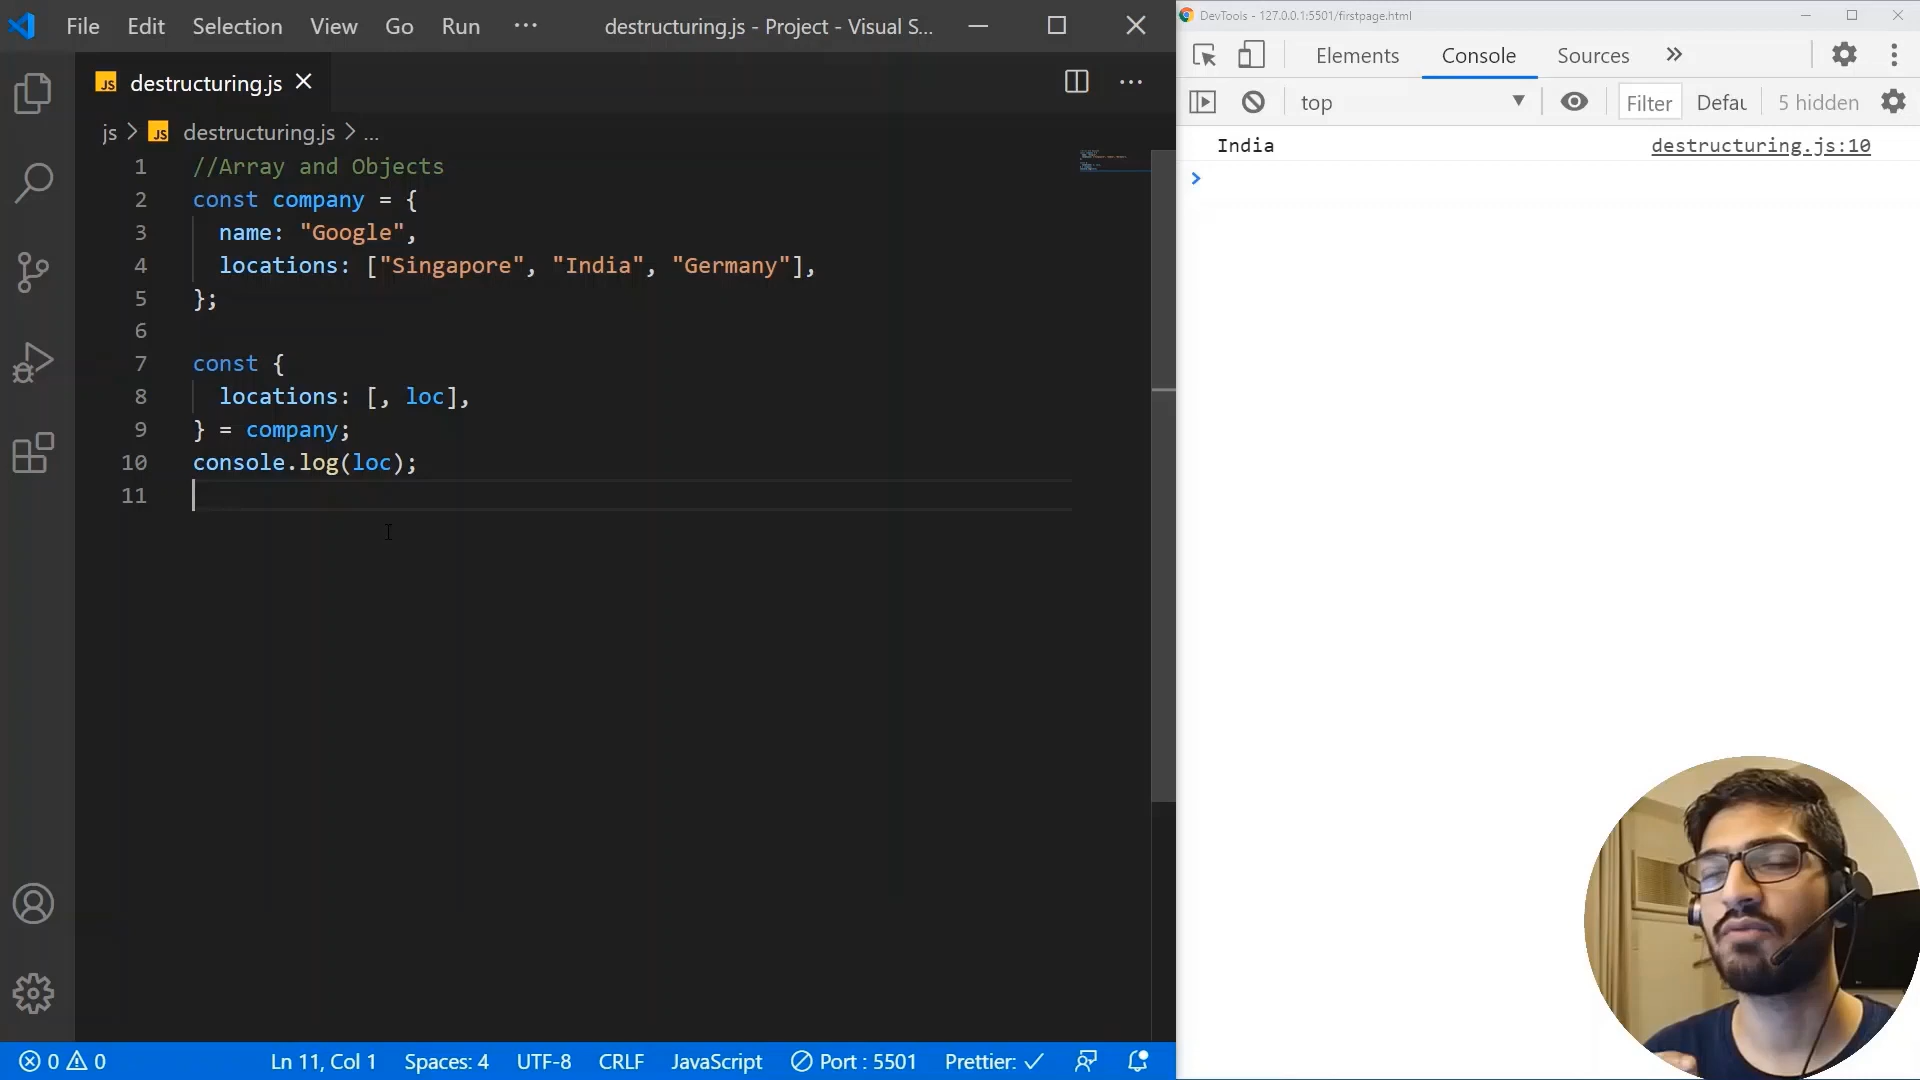 File Edit Selection View Go Run ··· destructuring.js - Project - Visual S...
JS destructuring.js
js > JS destructuring.js > ...
1 //Array and Objects
2 const company = {
3 name: "Google",
4 locations: ["Singapore", "India", "Germany"],
5 };
6
7 const {
8 locations: [, loc],
9 } = company;
10 console.log(loc);
11
0 0 Ln 11, Col 1 Spaces: 4 UTF-8 CRLF JavaScript Port : 5501 Prettier: ✓
DevTools - 127.0.0.1:5501/firstpage.html
Elements Console Sources »
top Filter Defau 5 hidden
India destructuring.js:10
>